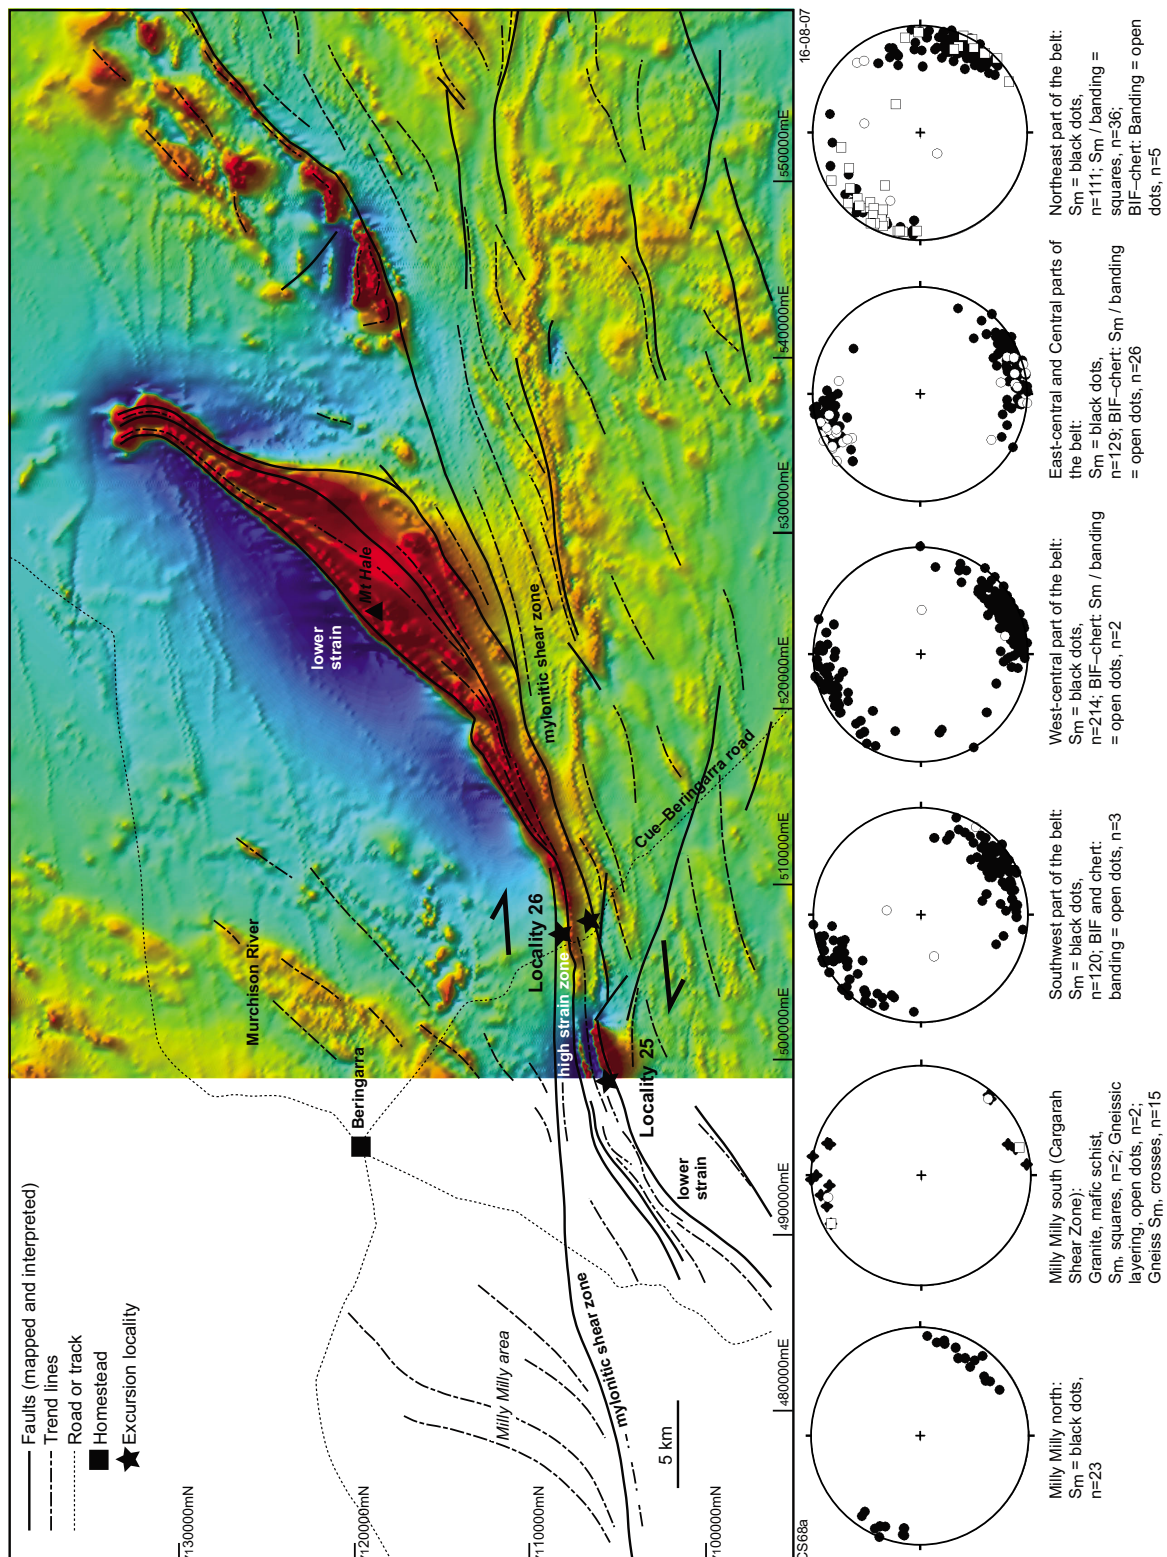 Faults (mapped and interpreted)
Trend lines
Road or track
Homestead
Excursion locality
Murchison River
Beringarra
lower
strain
Mt Hale
Locality 26
high strain zone
mylonitic shear zone
Cue–Beringarra road
Locality 25
lower
strain
Milly Milly area
mylonitic shear zone
5 km
7130000mN
7120000mN
7110000mN
7100000mN
480000mE
490000mE
500000mE
510000mE
520000mE
530000mE
540000mE
550000mE
CS68a
16-08-07
Milly Milly north:
Sm = black dots,
n=23
Milly Milly south (Cargarah
Shear Zone):
Granite, mafic schist,
Sm, squares, n=2; Gneissic
layering, open dots, n=2;
Gneiss Sm, crosses, n=15
Southwest part of the belt:
Sm = black dots,
n=120; BIF and chert:
banding = open dots, n=3
West-central part of the belt:
Sm = black dots,
n=214; BIF–chert: Sm / banding
= open dots, n=2
East-central and Central parts of
the belt:
Sm = black dots,
n=129; BIF–chert: Sm / banding
= open dots, n=26
Northeast part of the belt:
Sm = black dots,
n=111; Sm / banding =
squares, n=36;
BIF–chert: Banding = open
dots, n=5